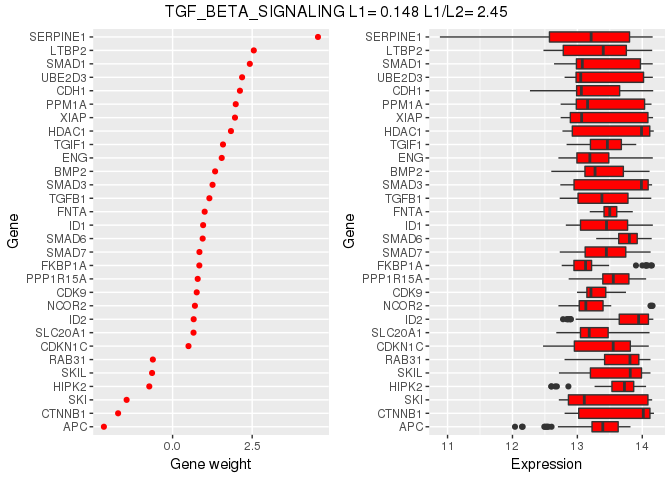 TGF_BETA_SIGNALING L1= 0.148 L1/L2= 2.45
Gene
SERPINE1
LTBP2
SMAD1
UBE2D3
CDH1
PPM1A
XIAP
HDAC1
TGIF1
ENG
BMP2
SMAD3
TGFB1
FNTA
ID1
SMAD6
SMAD7
FKBP1A
PPP1R15A
CDK9
NCOR2
ID2
SLC20A1
CDKN1C
RAB31
SKIL
HIPK2
SKI
CTNNB1
APC
0.0 2.5
Gene weight
Gene
SERPINE1
LTBP2
SMAD1
UBE2D3
CDH1
PPM1A
XIAP
HDAC1
TGIF1
ENG
BMP2
SMAD3
TGFB1
FNTA
ID1
SMAD6
SMAD7
FKBP1A
PPP1R15A
CDK9
NCOR2
ID2
SLC20A1
CDKN1C
RAB31
SKIL
HIPK2
SKI
CTNNB1
APC
11 12 13 14
Expression